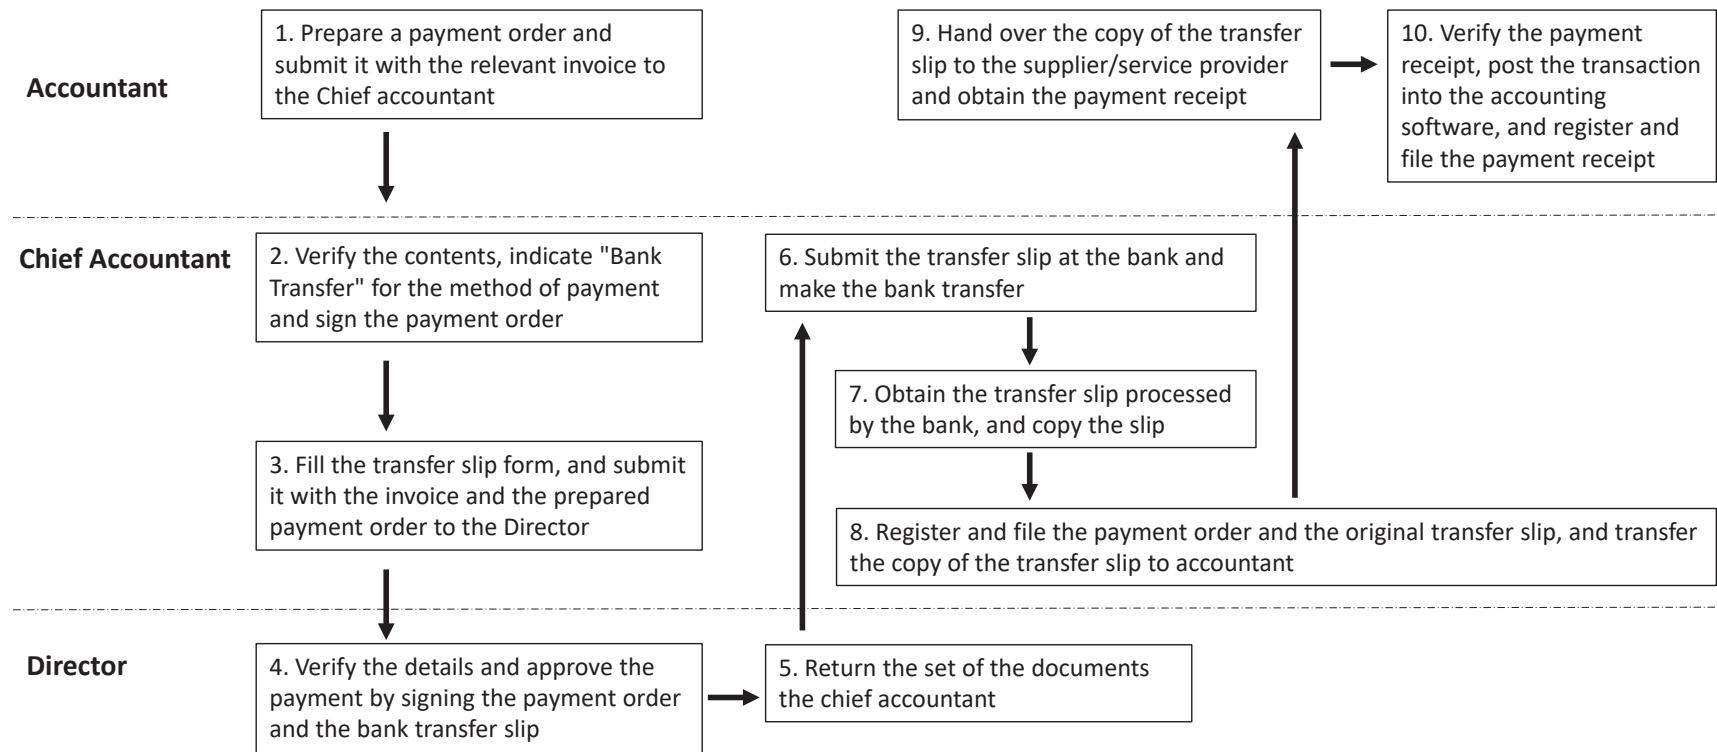 Accountant
1. Prepare a payment order and
submit it with the relevant invoice to
the Chief accountant
9. Hand over the copy of the transfer
slip to the supplier/service provider
and obtain the payment receipt
10. Verify the payment
receipt, post the transaction
into the accounting
software, and register and
file the payment receipt
Chief Accountant
2. Verify the contents, indicate "Bank
Transfer" for the method of payment
and sign the payment order
6. Submit the transfer slip at the bank and
make the bank transfer
7. Obtain the transfer slip processed
by the bank, and copy the slip
3. Fill the transfer slip form, and submit
it with the invoice and the prepared
payment order to the Director
8. Register and file the payment order and the original transfer slip, and transfer
the copy of the transfer slip to accountant
Director
4. Verify the details and approve the
payment by signing the payment order
and the bank transfer slip
5. Return the set of the documents
the chief accountant